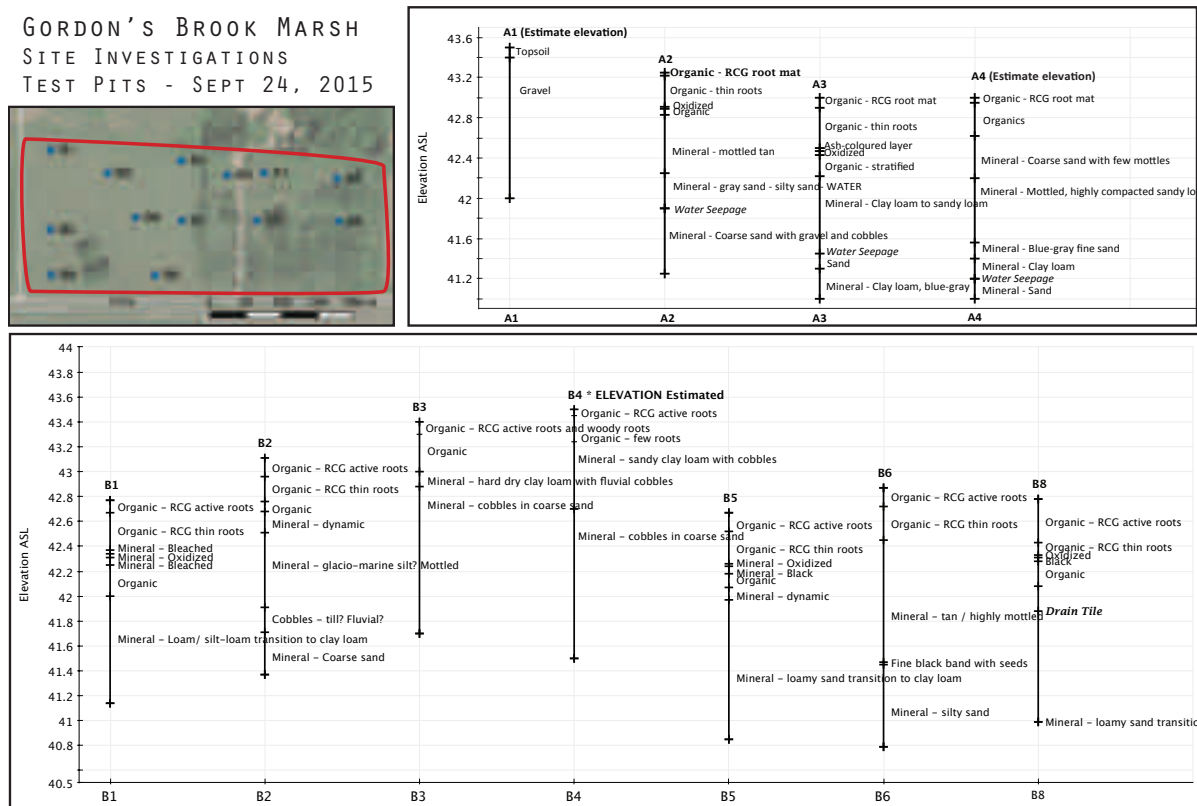 GORDON'S BROOK MARSH
SITE INVESTIGATIONS
TEST PITS - SEPT 24, 2015
Elevation ASL
43.6
43.2
42.8
42.4
42
41.6
41.2
A1 (Estimate elevation)
Topsoil
Gravel
A1
A2
Organic - RCG root mat
Organic - thin roots
Oxidized
Organic
Mineral - mottled tan
Mineral - gray sand - silty sand- WATER
Water Seepage
Mineral - Coarse sand with gravel and cobbles
A2
A3
Organic - RCG root mat
Organic - thin roots
Ash-coloured layer
Oxidized
Organic - stratified
Mineral - Clay loam to sandy loam
Water Seepage
Sand
Mineral - Clay loam, blue-gray
A3
A4 (Estimate elevation)
Organic - RCG root mat
Organics
Mineral - Coarse sand with few mottles
Mineral - Mottled, highly compacted sandy lo
Mineral - Blue-gray fine sand
Mineral - Clay loam
Water Seepage
Mineral - Sand
A4
Elevation ASL
44
43.8
43.6
43.4
43.2
43
42.8
42.6
42.4
42.2
42
41.8
41.6
41.4
41.2
41
40.8
40.5
B1
Organic – RCG active roots
Organic – RCG thin roots
Mineral – Bleached
Mineral – Oxidized
Mineral – Bleached
Organic
Mineral – Loam/ silt-loam transition to clay loam
B1
B2
Organic – RCG active roots
Organic – RCG thin roots
Organic
Mineral – dynamic
Mineral – glacio-marine silt? Mottled
Cobbles – till? Fluvial?
Mineral – Coarse sand
B2
B3
Organic – RCG active roots and woody roots
Organic
Mineral – hard dry clay loam with fluvial cobbles
Mineral – cobbles in coarse sand
B3
B4 * ELEVATION Estimated
Organic – RCG active roots
Organic – few roots
Mineral – sandy clay loam with cobbles
Mineral – cobbles in coarse sand
B4
B5
Organic – RCG active roots
Organic – RCG thin roots
Mineral – Oxidized
Mineral – Black
Organic
Mineral – dynamic
Mineral – loamy sand transition to clay loam
B5
B6
Organic – RCG active roots
Organic – RCG thin roots
Mineral – tan / highly mottled
Fine black band with seeds
Mineral – silty sand
B6
B8
Organic – RCG active roots
Organic – RCG thin roots
Oxidized
Black
Organic
Drain Tile
Mineral – loamy sand transitio
B8